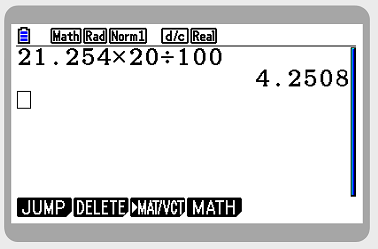 Math Rad Norm1 d/c Real
21.254×20÷100
4.2508
JUMP DELETE ▶MAT/VCT MATH